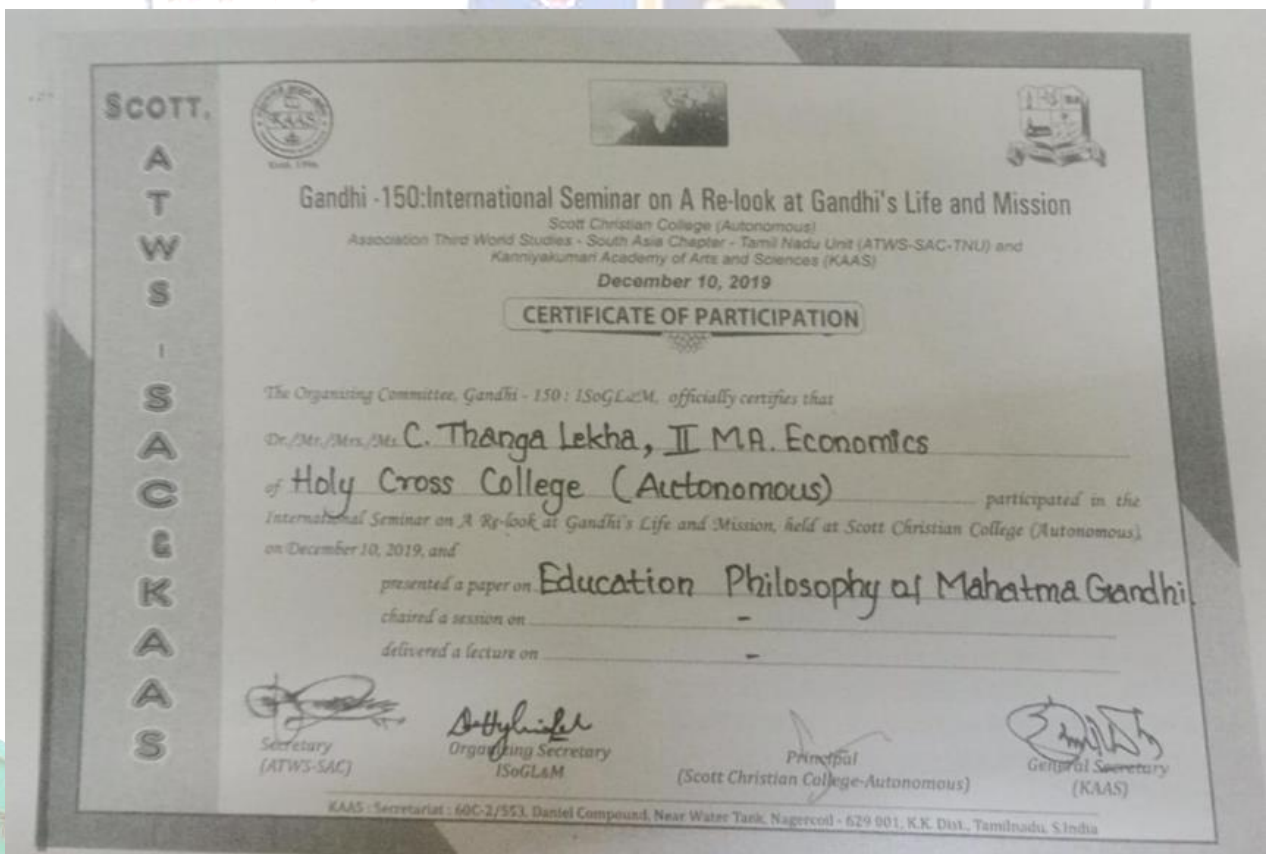 SCOTT, ATWS - SAC & KAAS
KAAS
Gandhi -150:International Seminar on A Re-look at Gandhi's Life and Mission
Scott Christian College (Autonomous)
Association Third World Studies - South Asia Chapter - Tamil Nadu Unit (ATWS-SAC-TNU) and
Kanniyakumari Academy of Arts and Sciences (KAAS)
December 10, 2019
CERTIFICATE OF PARTICIPATION
The Organising Committee, Gandhi - 150 : ISoGL&M, officially certifies that
Dr./Mr./Mrs./Ms. C. Thanga Lekha, II M.A. Economics
of Holy Cross College (Autonomous) participated in the
International Seminar on A Re-look at Gandhi's Life and Mission, held at Scott Christian College (Autonomous),
on December 10, 2019, and
presented a paper on Education Philosophy of Mahatma Gandhi.
chaired a session on -
delivered a lecture on -
Secretary
(ATWS-SAC)
Organizing Secretary
ISoGL&M
Principal
(Scott Christian College-Autonomous)
General Secretary
(KAAS)
KAAS : Secretariat : 60C-2/553, Daniel Compound, Near Water Tank, Nagercoil - 629 001, K.K. Dist., Tamilnadu, S.India